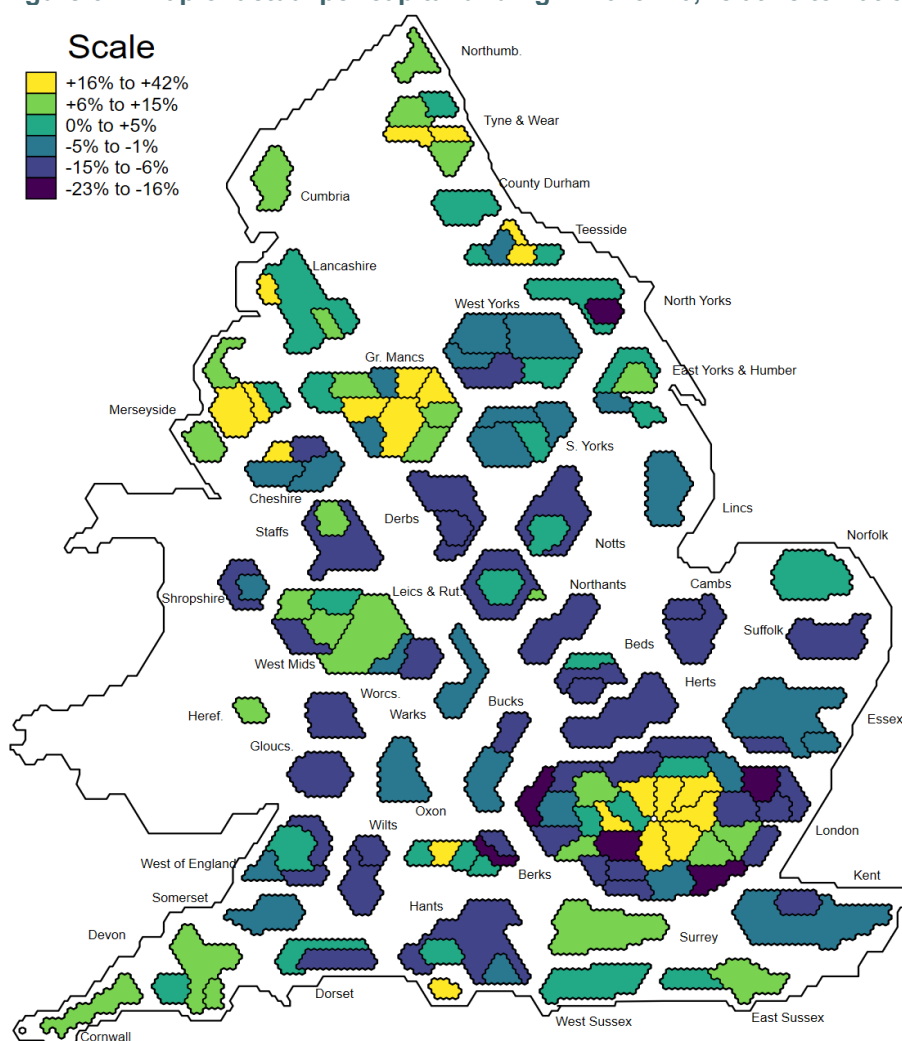 Scale
+16% to +42%
+6% to +15%
0% to +5%
-5% to -1%
-15% to -6%
-23% to -16%
Northumb.
Tyne & Wear
County Durham
Cumbria
Teesside
Lancashire
North Yorks
West Yorks
Gr. Mancs
East Yorks & Humber
Merseyside
S. Yorks
Cheshire
Lincs
Staffs
Derbs
Notts
Norfolk
Shropshire
Leics & Rut.
Northants
Cambs
Suffolk
West Mids
Beds
Herts
Worcs.
Warks
Bucks
Heref.
Essex
Gloucs.
Oxon
Wilts
London
West of England
Berks
Kent
Somerset
Hants
Devon
Surrey
Dorset
West Sussex
East Sussex
Cornwall